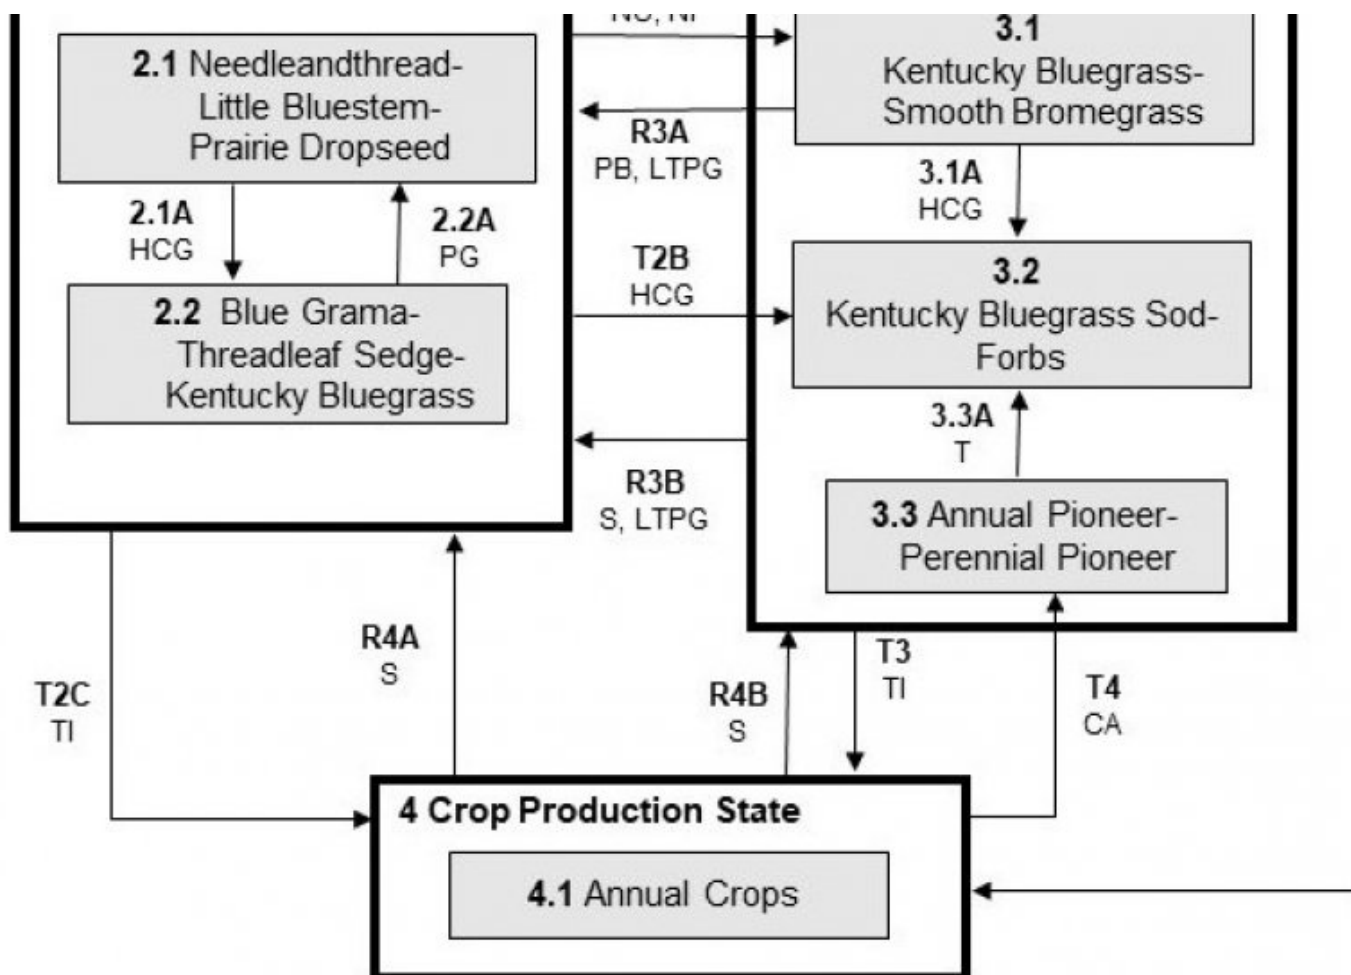 2.1 Needleandthread-
Little Bluestem-
Prairie Dropseed
2.1A
HCG
2.2A
PG
2.2 Blue Grama-
Threadleaf Sedge-
Kentucky Bluegrass
R3A
PB, LTPG
T2B
HCG
R3B
S, LTPG
3.1
Kentucky Bluegrass-
Smooth Bromegrass
3.1A
HCG
3.2
Kentucky Bluegrass Sod-
Forbs
3.3A
T
3.3 Annual Pioneer-
Perennial Pioneer
T2C
TI
R4A
S
R4B
S
T3
TI
T4
CA
4 Crop Production State
4.1 Annual Crops